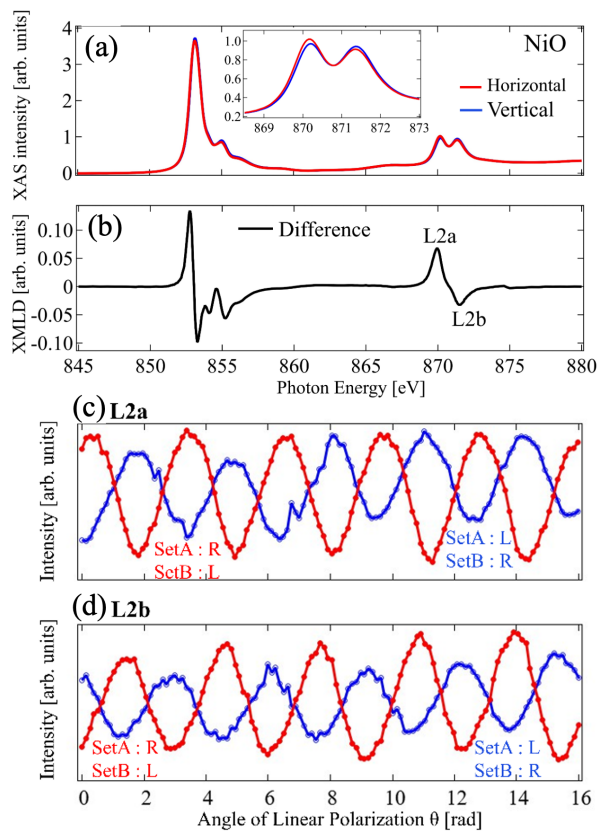 (a)
NiO
Horizontal
Vertical
XAS intensity [arb. units]
4
3
2
1
0
1.0
0.8
0.6
0.4
0.2
869 870 871 872 873
(b)
Difference
L2a
L2b
XMLD [arb. units]
0.10
0.05
0
-0.05
-0.10
845 850 855 860 865 870 875 880
Photon Energy [eV]
(c) L2a
Intensity [arb. units]
SetA : R
SetB : L
SetA : L
SetB : R
(d) L2b
Intensity [arb. units]
SetA : R
SetB : L
SetA : L
SetB : R
0 2 4 6 8 10 12 14 16
Angle of Linear Polarization θ [rad]